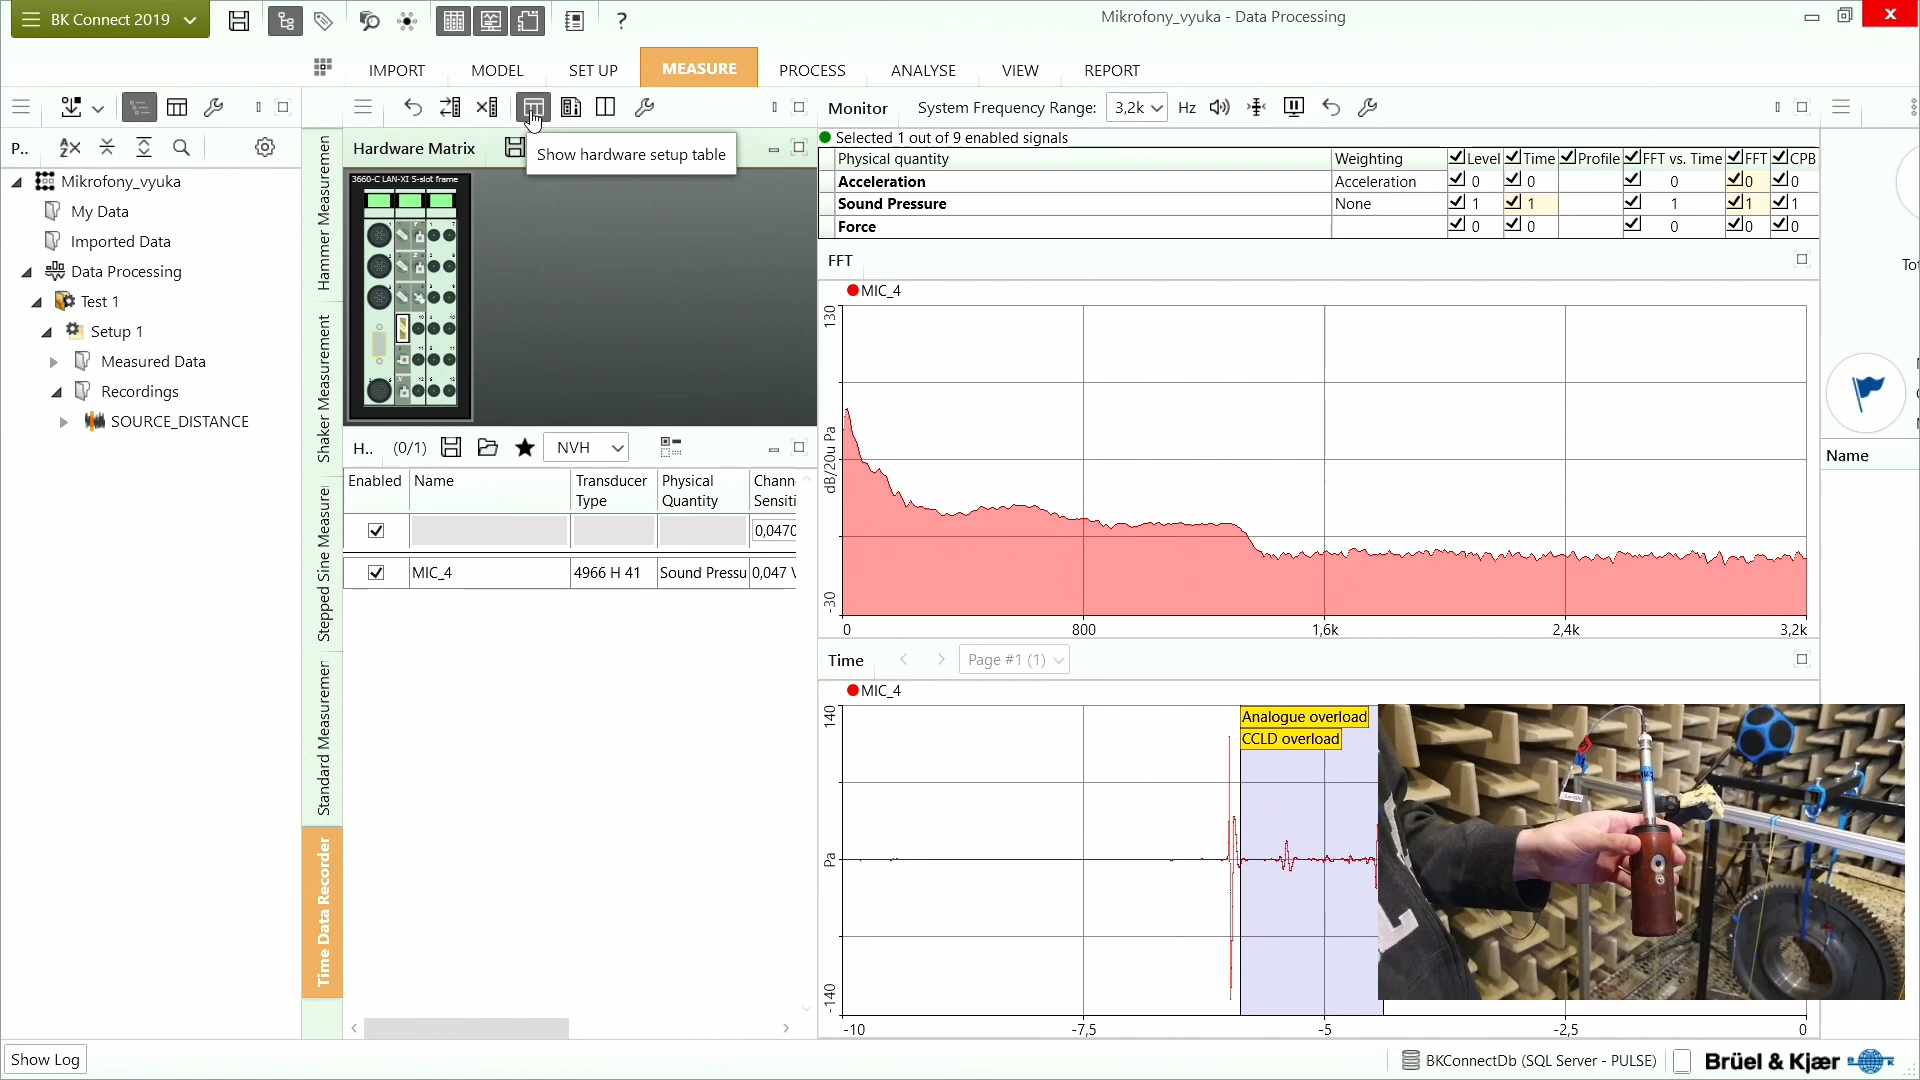 BK Connect 2019
?
Mikrofony_vyuka - Data Processing
IMPORT
MODEL
SET UP
MEASURE
PROCESS
ANALYSE
VIEW
REPORT
P..
Mikrofony_vyuka
My Data
Imported Data
Data Processing
Test 1
Setup 1
Measured Data
Recordings
SOURCE_DISTANCE
Hammer Measuremen
Shaker Measurement
Stepped Sine Measure
Standard Measuremen
Time Data Recorder
Hardware Matrix
Show hardware setup table
3660-C LAN-XI 5-slot frame
H..
(0/1)
NVH
Enabled Name Transducer Type Physical Quantity Channe Sensiti
0,0470
MIC_4 4966 H 41 Sound Pressu 0,047 V
Monitor
System Frequency Range: 3,2k Hz
Selected 1 out of 9 enabled signals
Physical quantity Weighting Level Time Profile FFT vs. Time FFT CPB
Acceleration Acceleration 0 0 0 0 0
Sound Pressure None 1 1 1 1 1
Force 0 0 0 0 0
FFT
MIC_4
130
dB/20u Pa
-30
0 800 1,6k 2,4k 3,2k
Time
Page #1 (1)
MIC_4
140
Pa
-140
Analogue overload
CCLD overload
-10 -7,5 -5 -2,5 0
Tot
Name
Show Log
BKConnectDb (SQL Server - PULSE)
Brüel & Kjær